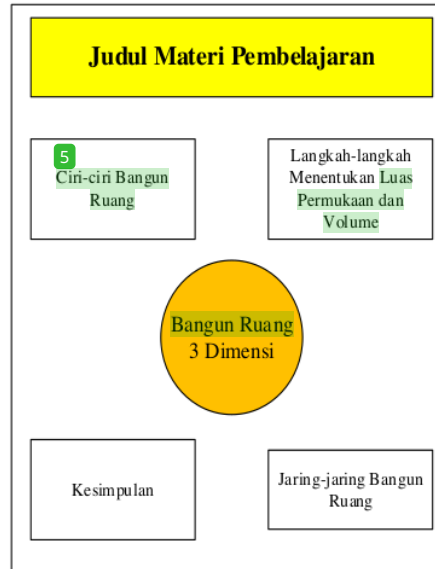 Judul Materi Pembelajaran
5
Ciri-ciri Bangun
Ruang
Langkah-langkah
Menentukan Luas
Permukaan dan
Volume
Bangun Ruang
3 Dimensi
Kesimpulan
Jaring-jaring Bangun
Ruang